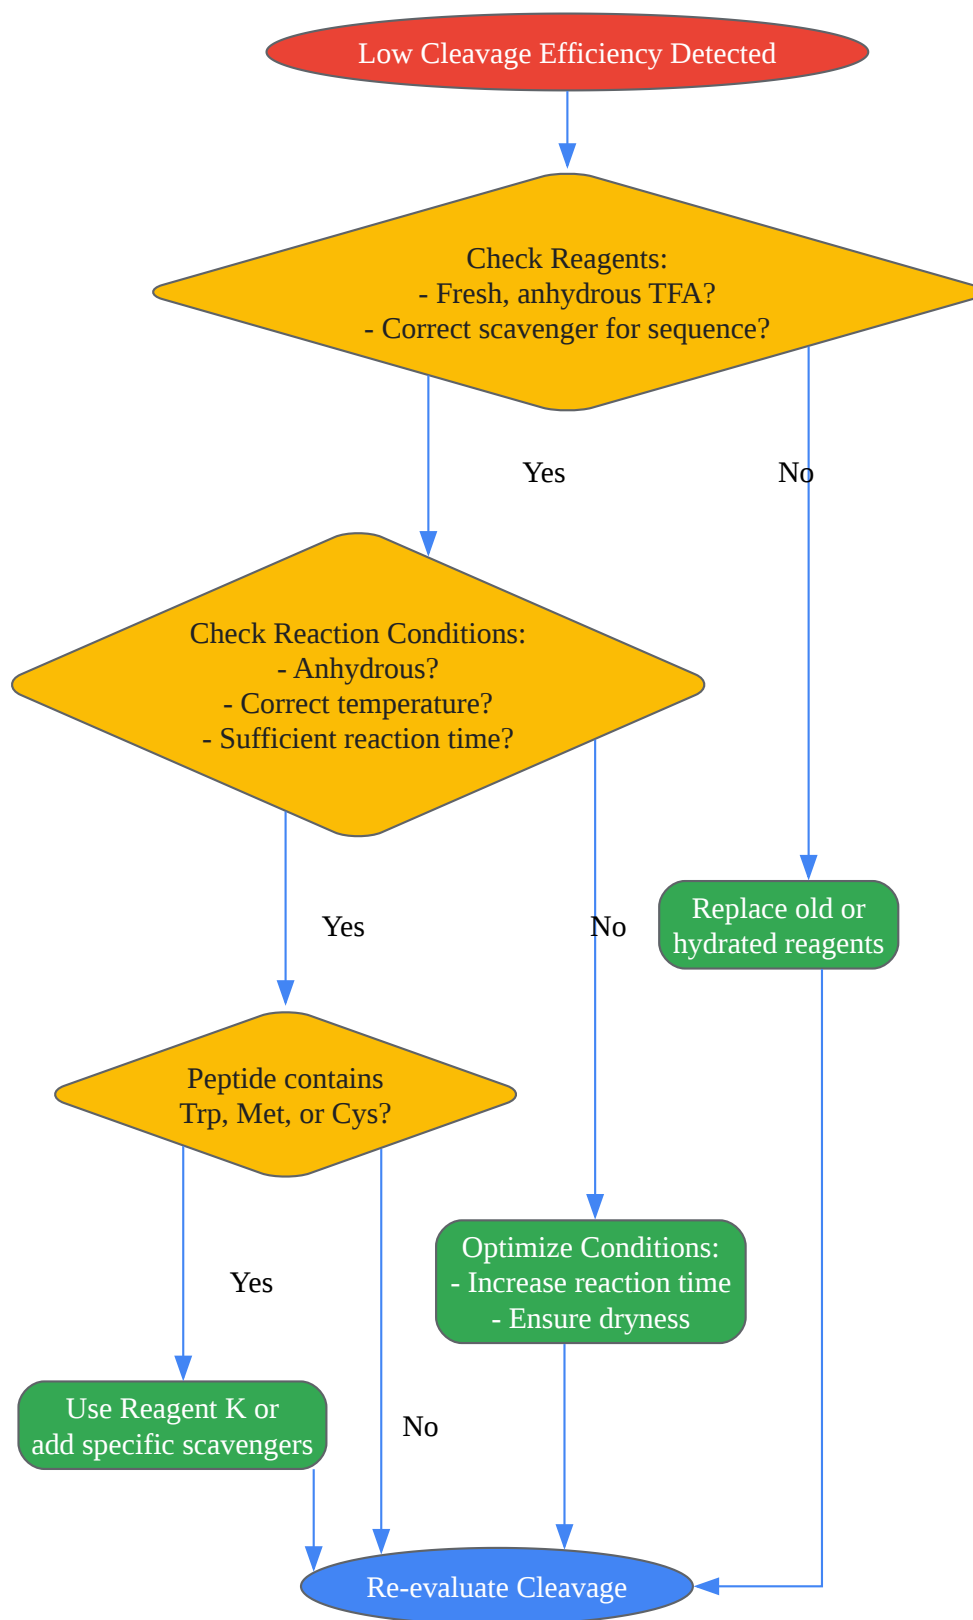 Low Cleavage Efficiency Detected
Check Reagents:
- Fresh, anhydrous TFA?
- Correct scavenger for sequence?
Yes
No
Check Reaction Conditions:
- Anhydrous?
- Correct temperature?
- Sufficient reaction time?
Yes
No
Replace old or
hydrated reagents
Peptide contains
Trp, Met, or Cys?
Yes
Optimize Conditions:
- Increase reaction time
- Ensure dryness
Use Reagent K or
add specific scavengers
No
Re-evaluate Cleavage